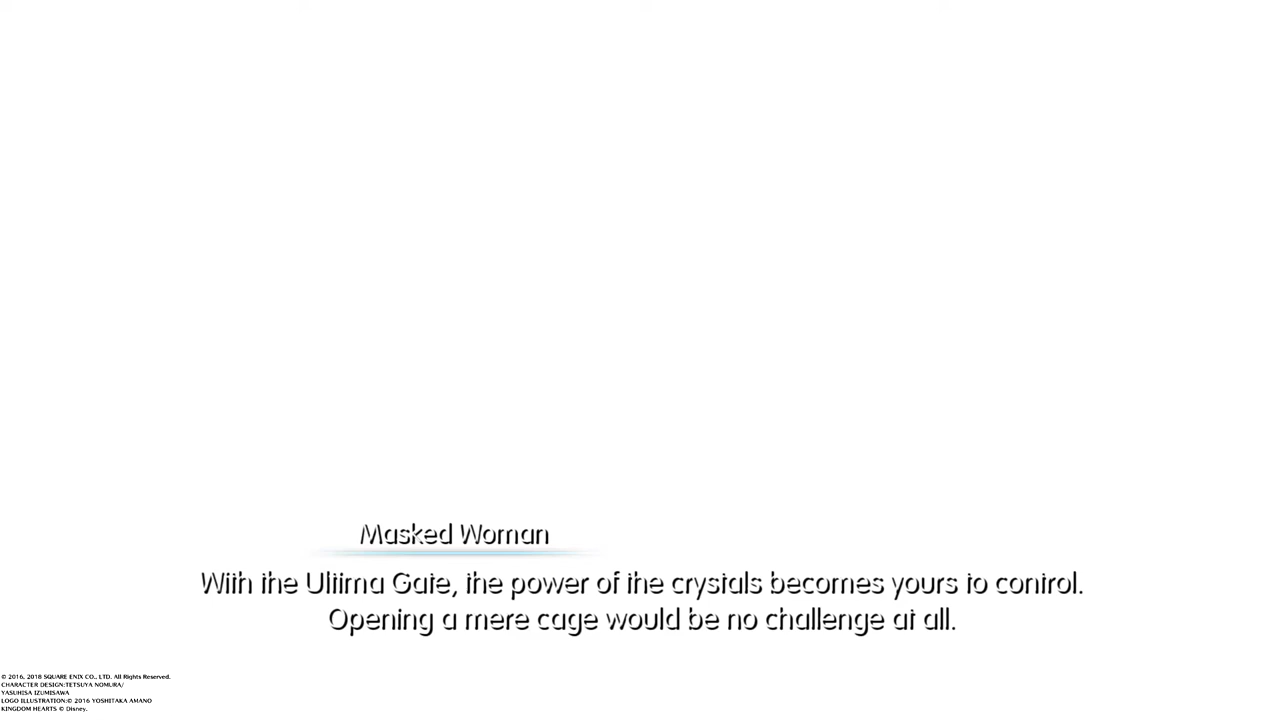 Masked Woman
With the Ultima Gate, the power of the crystals becomes yours to control.
Opening a mere cage would be no challenge at all.
© 2016, 2018 SQUARE ENIX CO., LTD. All Rights Reserved.
CHARACTER DESIGN:TETSUYA NOMURA/
YASUHISA IZUMISAWA
LOGO ILLUSTRATION:© 2016 YOSHITAKA AMANO
KINGDOM HEARTS © Disney.